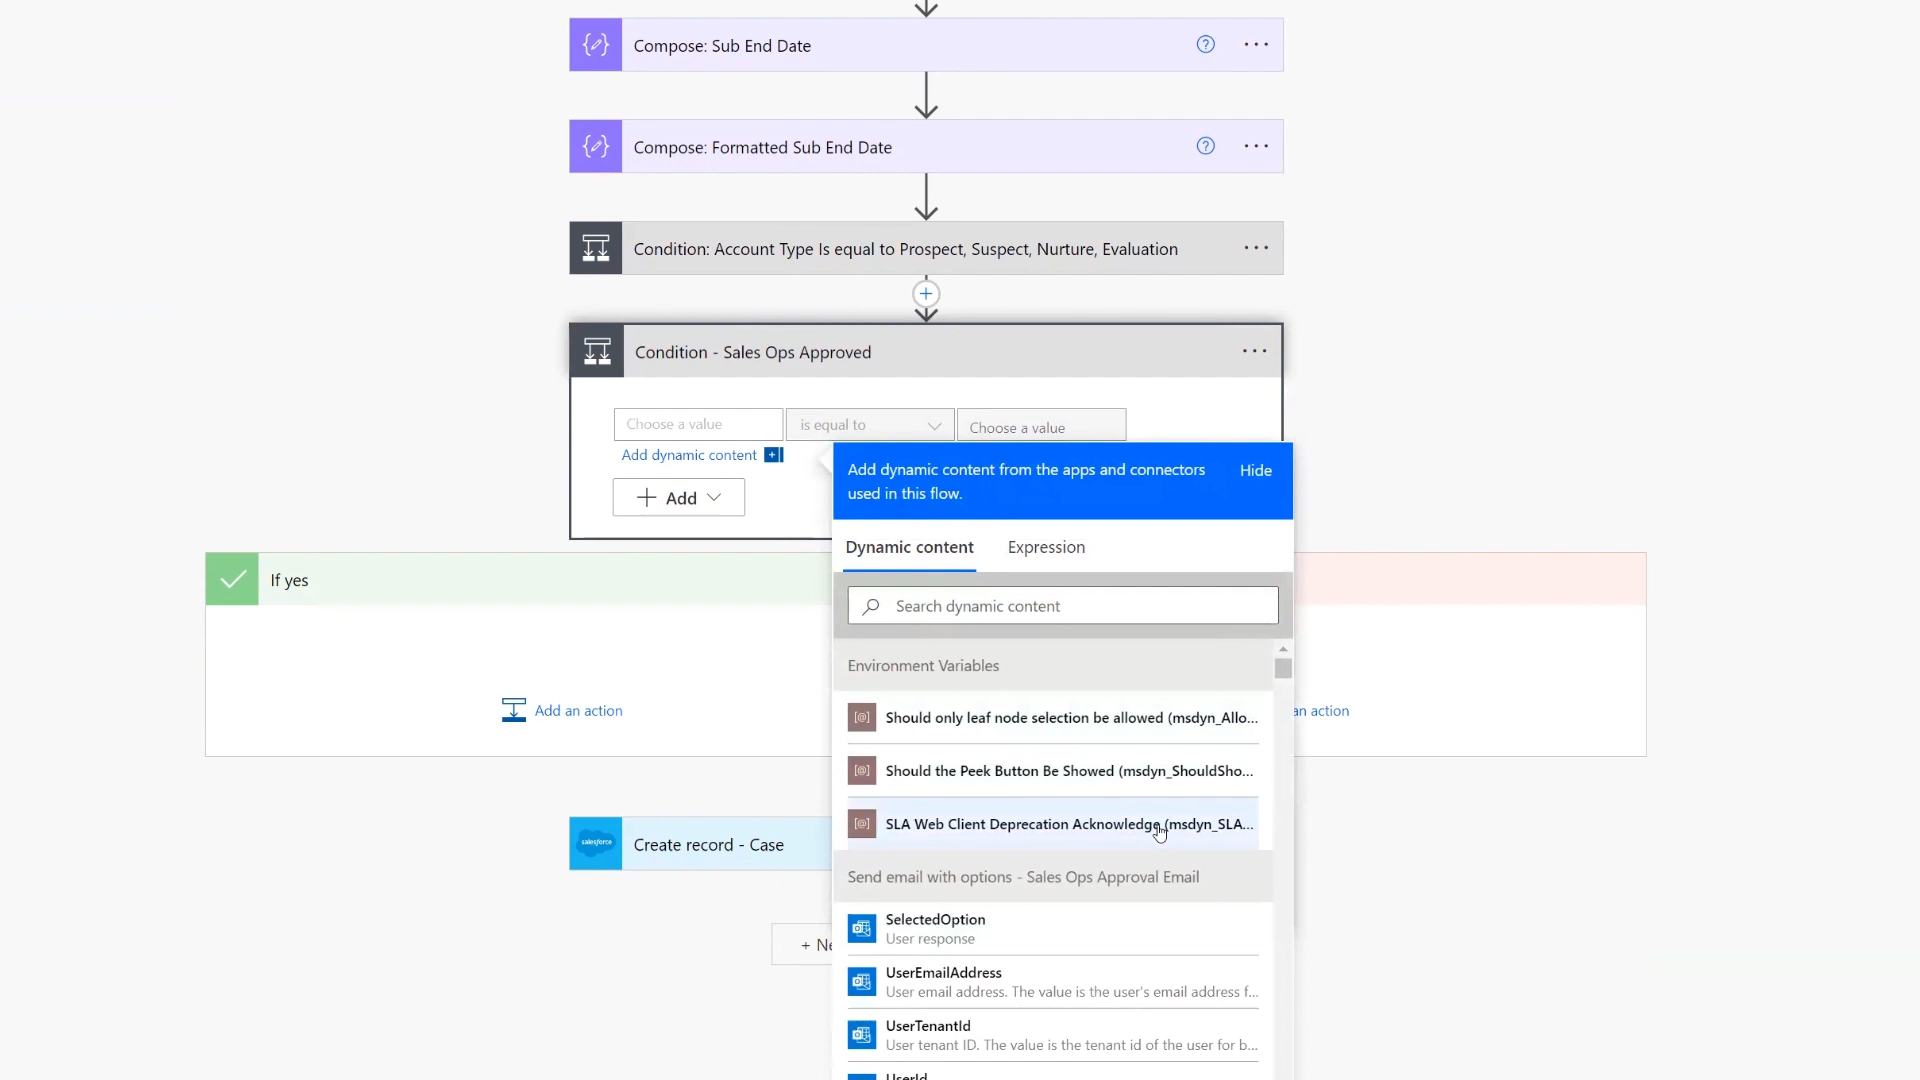 Compose: Sub End Date
Compose: Formatted Sub End Date
Condition: Account Type Is equal to Prospect, Suspect, Nurture, Evaluation
Condition - Sales Ops Approved
Choose a value
is equal to
Choose a value
Add dynamic content
Add
Add dynamic content from the apps and connectors
used in this flow.
Hide
Dynamic content
Expression
Search dynamic content
Environment Variables
Should only leaf node selection be allowed (msdyn_Allo...
Should the Peek Button Be Showed (msdyn_ShouldSho...
SLA Web Client Deprecation Acknowledge (msdyn_SLA...
Send email with options - Sales Ops Approval Email
SelectedOption
User response
UserEmailAddress
User email address. The value is the user's email address f...
UserTenantId
User tenant ID. The value is the tenant id of the user for b...
UserId
If yes
Add an action
an action
salesforce
Create record - Case
+ Ne